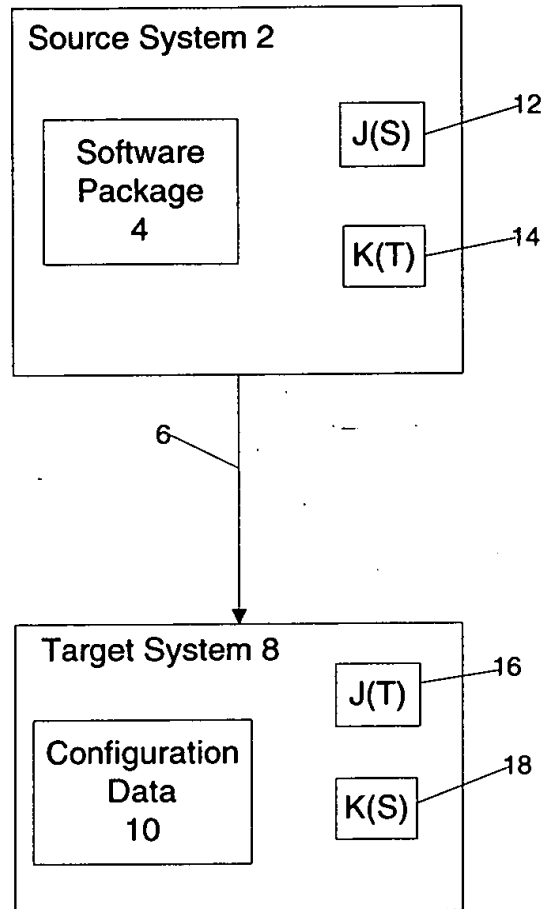 Source System 2
Software
Package
4
J(S)
12
K(T)
14
6
Target System 8
Configuration
Data
10
J(T)
16
K(S)
18